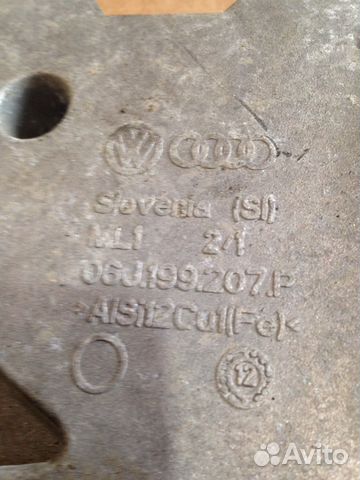 Slovenia (SI)
ML1 2/1
06J.199.207.P
>AlSi12Cu1(Fe)<
12
Avito